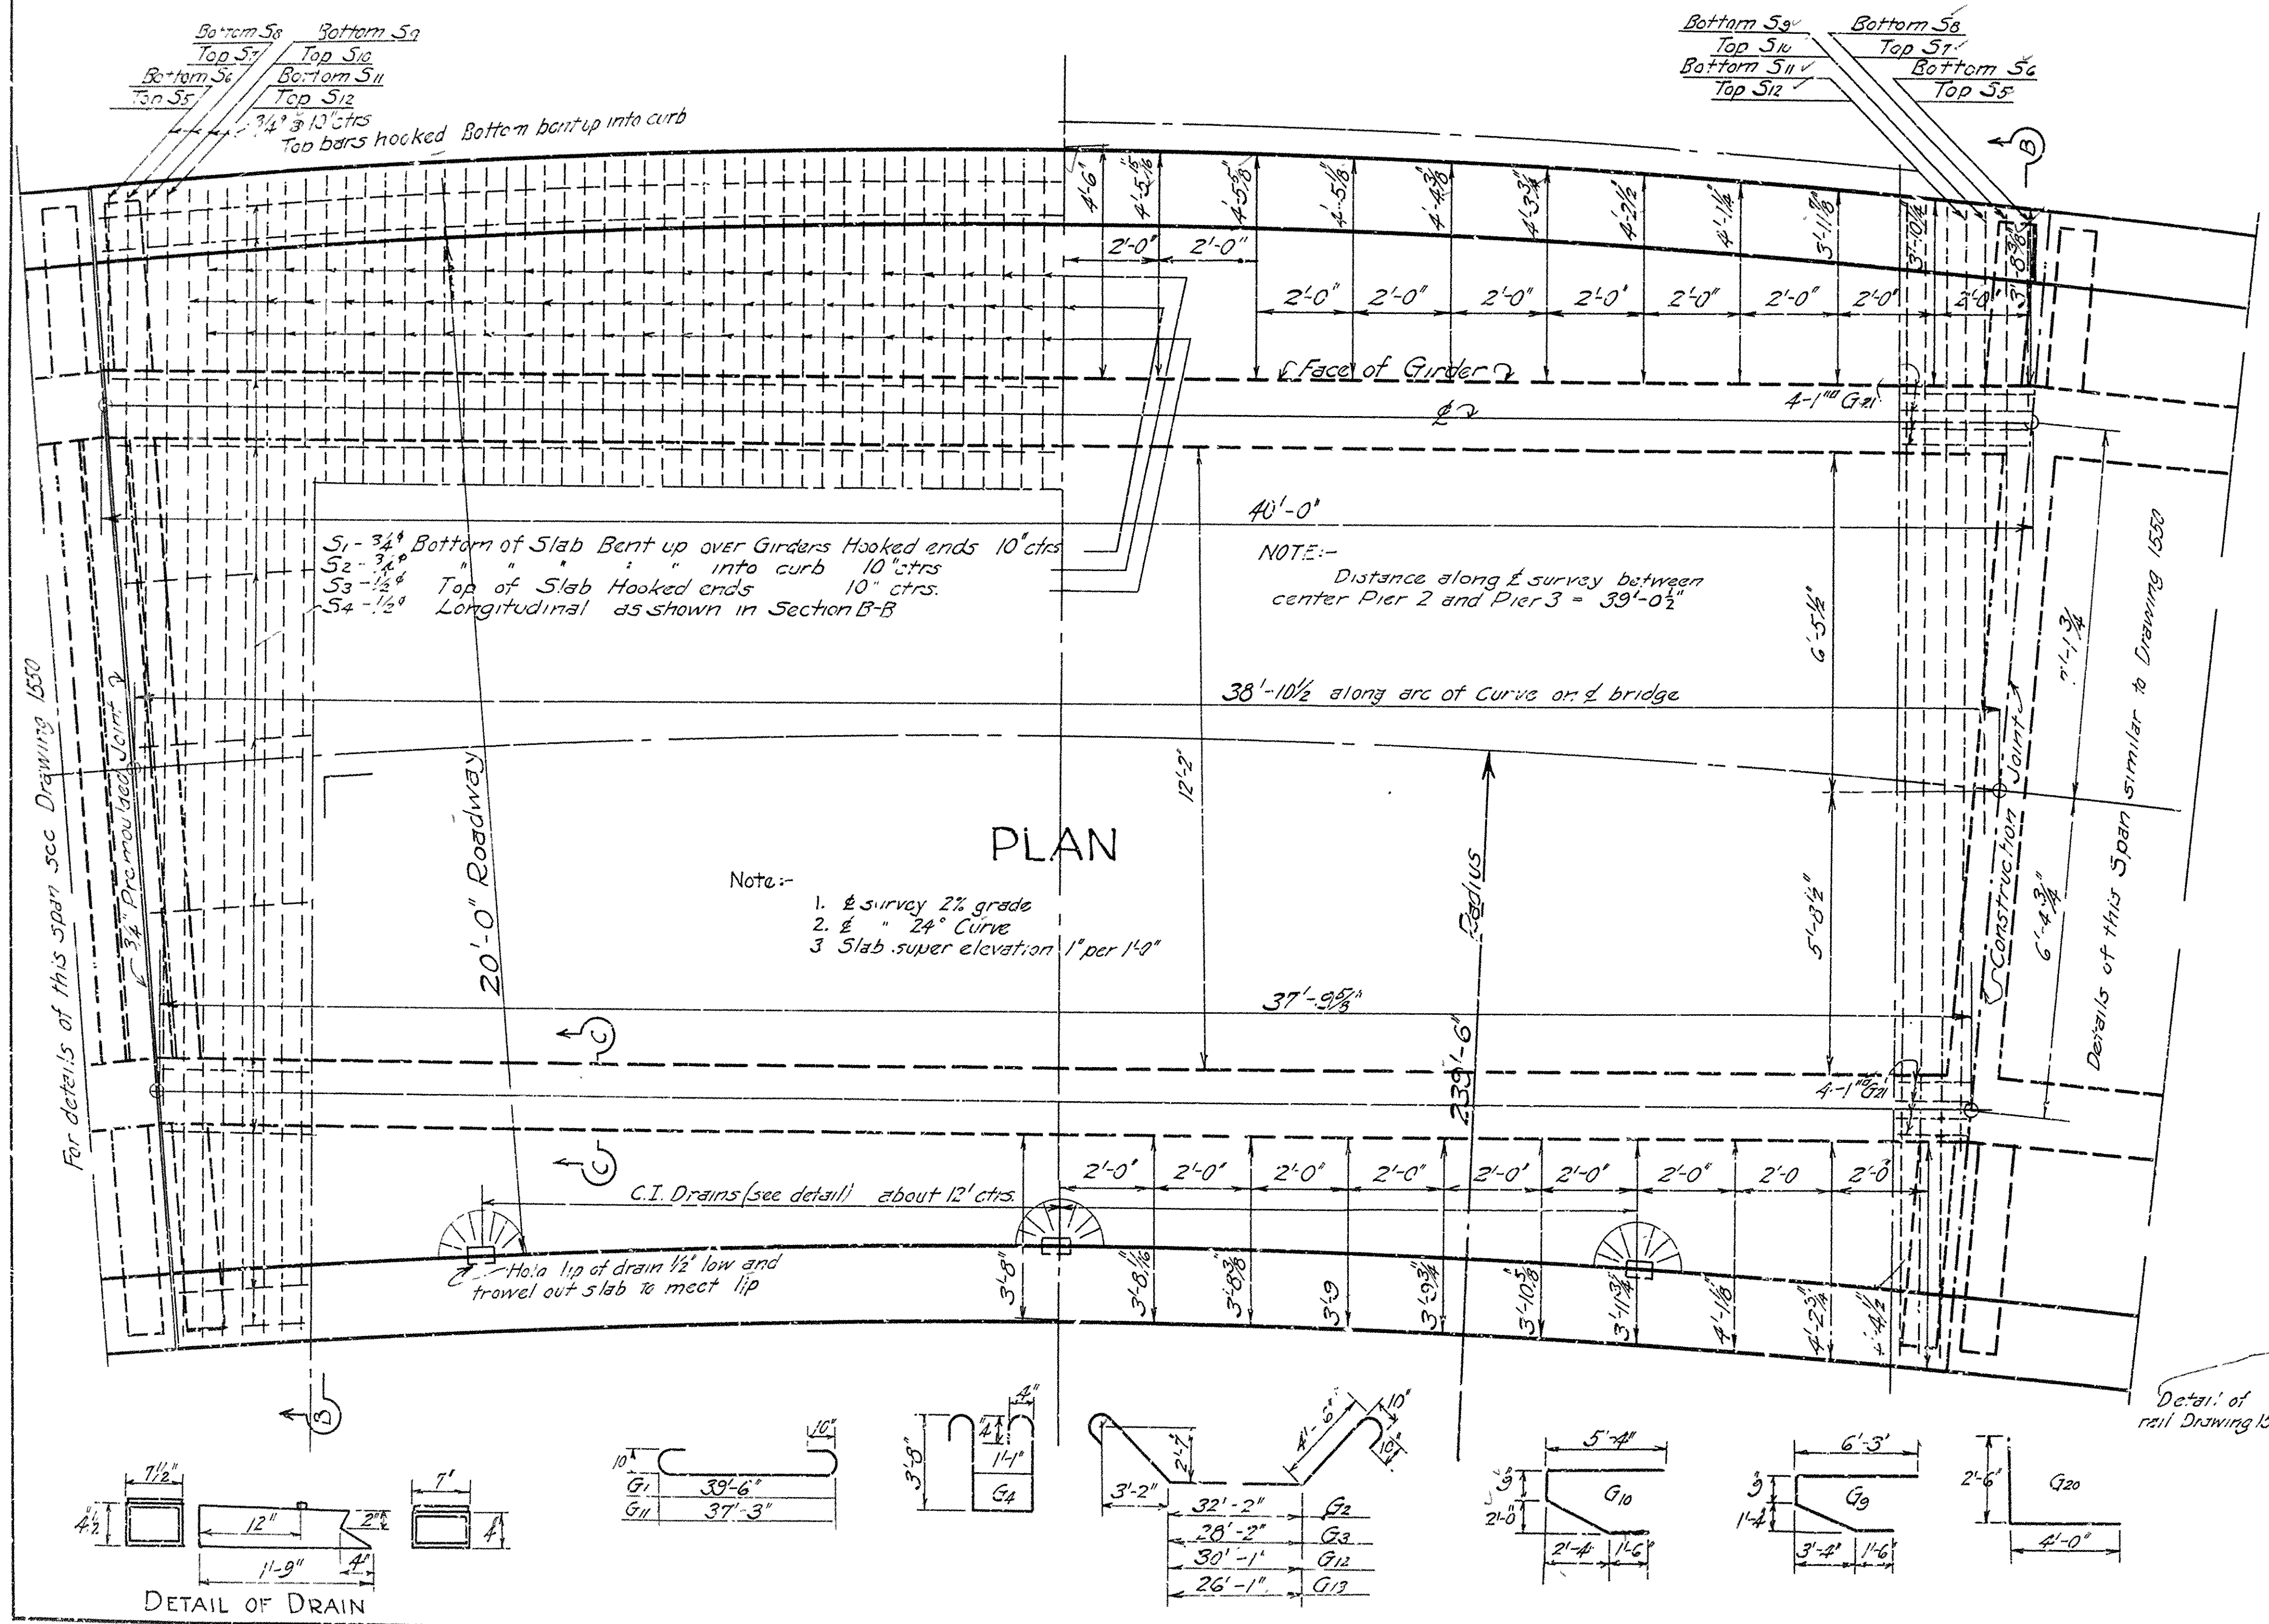 Bottom S8
Top S7
Bottom S6
Top S5
Bottom S9
Top S10
Bottom S11
Top S12
3/4⌀ @ 10" ctrs
Top bars hooked Bottom bent up into curb
Bottom S9
Top S10
Bottom S11
Top S12
Bottom S8
Top S7
Bottom S6
Top S5
B
4'-6"
4'-5 15/16"
4'-5 5/8"
4'-5 1/8"
4'-4 3/8"
4'-3 3/4"
4'-2 1/2"
4'-1 1/4"
3'-11 7/8"
3'-10 1/4"
3'-8 3/8"
2'-0"
2'-0"
2'-0"
2'-0"
2'-0"
2'-0"
2'-0"
2'-0"
2'-0"
2'-0"
Face of Girder
4-1"□ G21
℄
40'-0"
S1 - 3/4⌀ Bottom of Slab Bent up over Girders Hooked ends 10" ctrs
S2 - 3/4⌀ " " " " " into curb 10" ctrs
S3 - 1/2⌀ Top of Slab Hooked ends 10" ctrs.
S4 - 1/2⌀ Longitudinal as shown in Section B-B
NOTE:-
Distance along ℄ survey between
center Pier 2 and Pier 3 = 39'-0 1/2"
6'-5 1/2"
7'-1 3/4
38'-10 1/2 along arc of Curve on ℄ bridge
For details of this span see Drawing 1550
3/4" Premoulded Joint
20'-0" Roadway
12'-2"
PLAN
Note:-
1. ℄ survey 2% grade
2. ℄ " 24° Curve
3 Slab super elevation 1" per 1'-0"
Radius
239'-6"
5'-8 1/2"
6'-4 3/4"
Construction Joint
Details of this Span similar to Drawing 1550
37'-9 5/8"
C
C
4-1"□ G21
2'-0"
2'-0"
2'-0"
2'-0"
2'-0"
2'-0"
2'-0"
2'-0
2'-0"
C.I. Drains (see detail) about 12' ctrs.
Hold lip of drain 1/2" low and
trowel out slab to meet lip
3'-8"
3'-8 1/16"
3'-8 3/8"
3'-9
3'-9 3/4"
3'-10 5/8"
3'-11 3/4"
4'-1 1/8"
4'-2 3/4"
4'-4 1/2"
B
Detail of
rail Drawing 15
7 1/2"
4 1/2"
12"
1'-9"
2"
4"
7"
4"
DETAIL OF DRAIN
10"
10"
G1 39'-6"
G11 37'-3"
4"
4"
3'-8"
1'-1"
G4
3'-2"
2'-7"
4'-6"
10"
10"
32'-2" G2
28'-2" G3
30'-1" G12
26'-1" G13
5'-4"
9"
2'-0"
G10
2'-4
1'-6"
6'-3"
9"
1'-4"
G9
3'-4"
1'-6"
2'-6"
G20
4'-0"